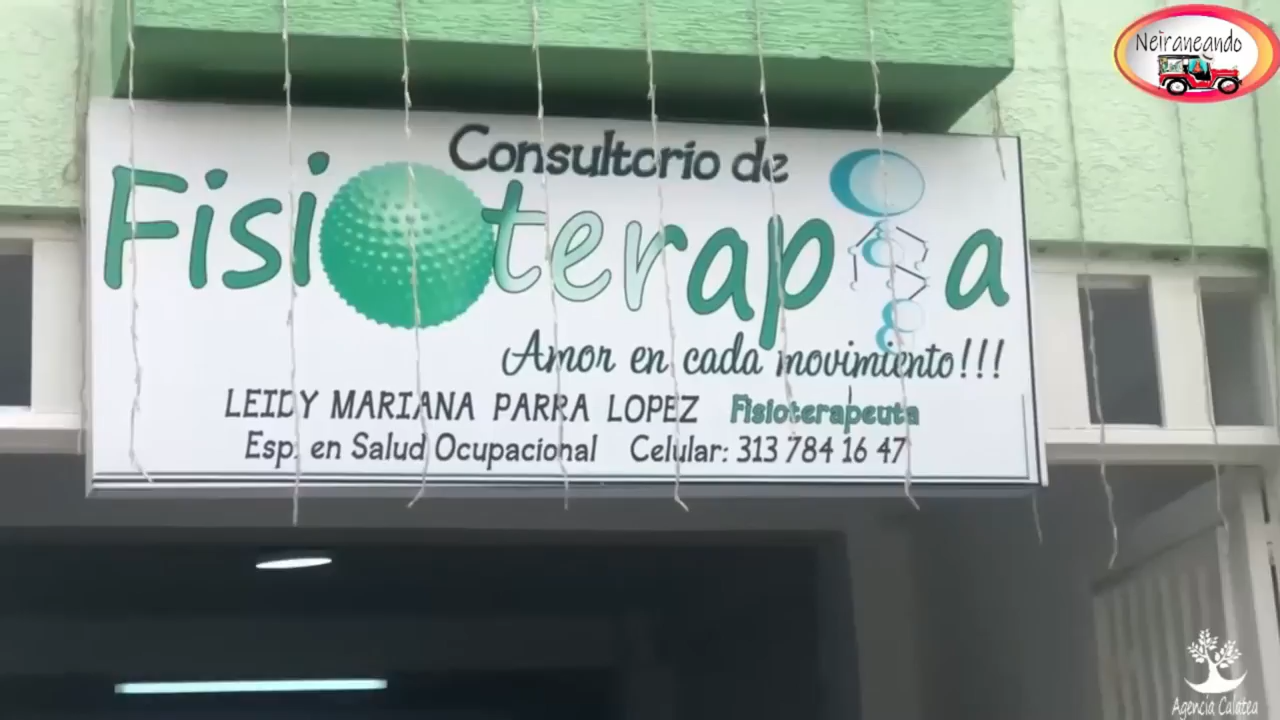 Neiraneando
Consultorio de
Fisioterapia
Amor en cada movimiento!!!
LEIDY MARIANA PARRA LOPEZ Fisioterapeuta
Esp. en Salud Ocupacional Celular: 313 784 16 47
Agencia Calatea